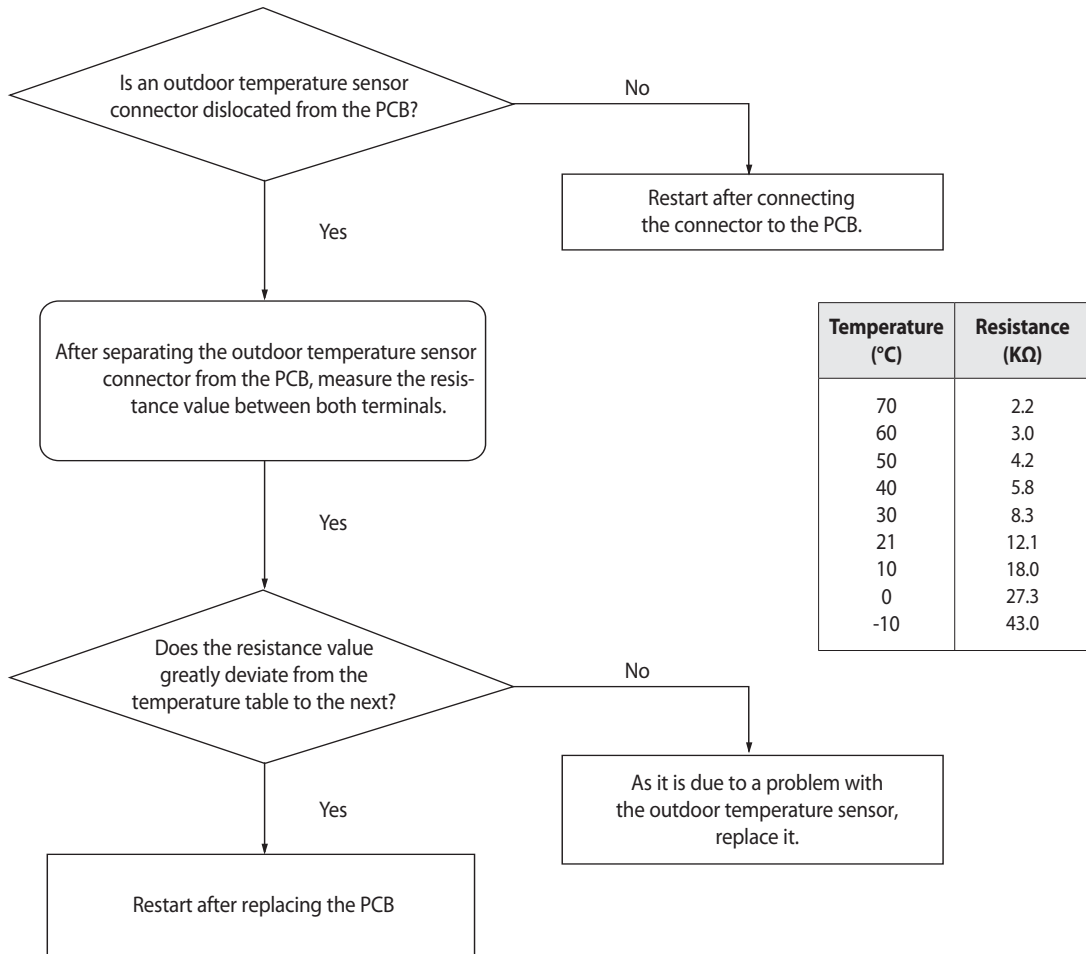 Is an outdoor temperature sensor
connector dislocated from the PCB?
No
Restart after connecting
the connector to the PCB.
Yes
After separating the outdoor temperature sensor
connector from the PCB, measure the resis-
tance value between both terminals.
Yes
Does the resistance value
greatly deviate from the
temperature table to the next?
No
As it is due to a problem with
the outdoor temperature sensor,
replace it.
Yes
Restart after replacing the PCB
Temperature Resistance
(°C) (KΩ)
70 2.2
60 3.0
50 4.2
40 5.8
30 8.3
21 12.1
10 18.0
0 27.3
-10 43.0